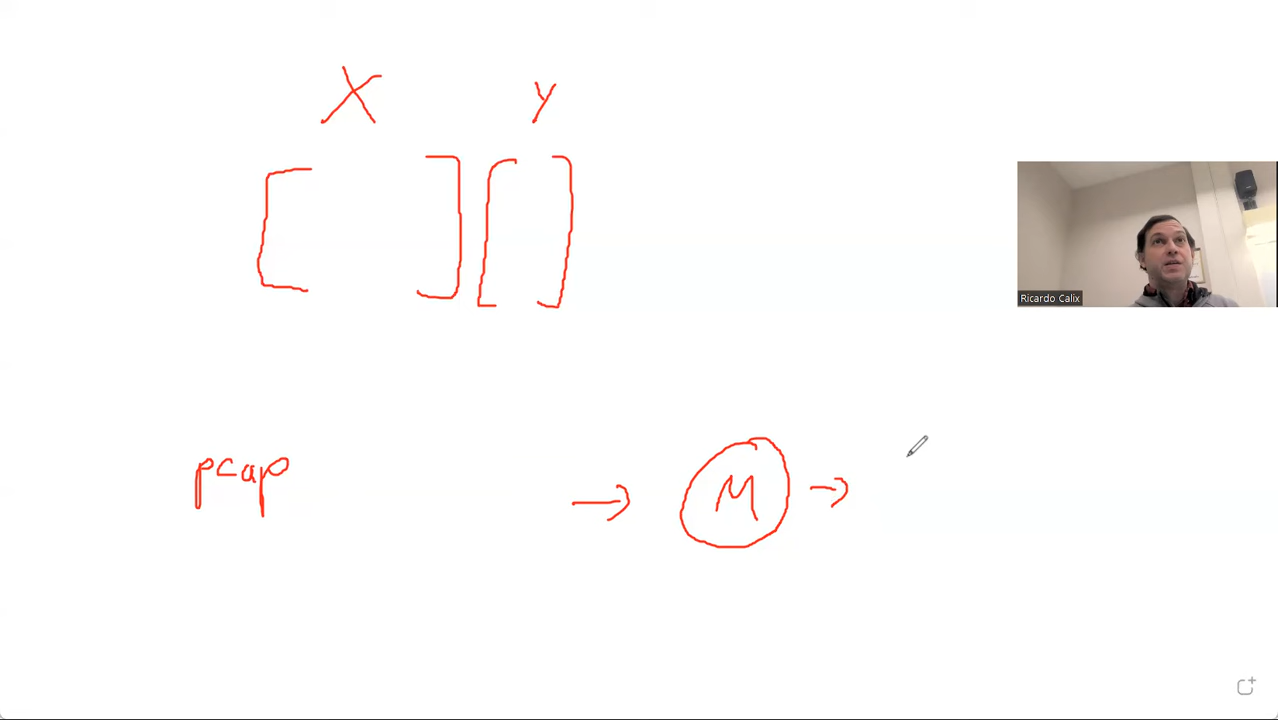 X y
Ricardo Calix
pcap → M →